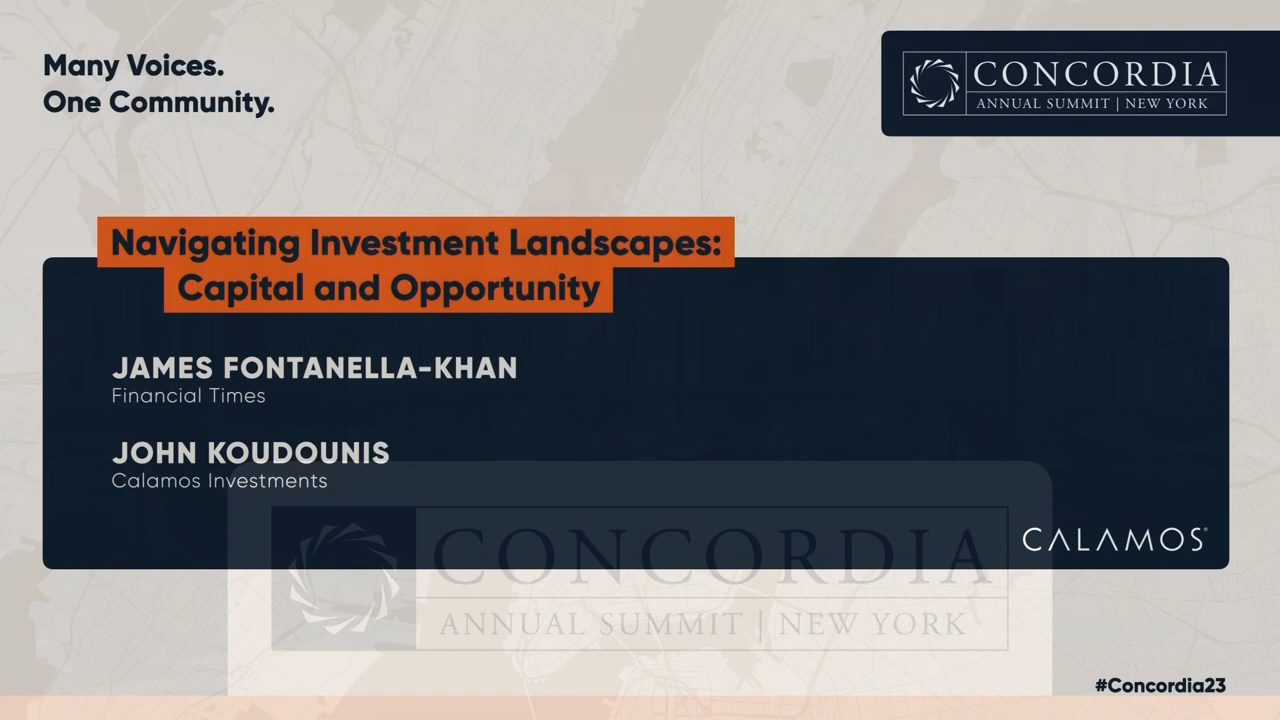 Many Voices.
One Community.
CONCORDIA
ANNUAL SUMMIT | NEW YORK
Navigating Investment Landscapes:
Capital and Opportunity
JAMES FONTANELLA-KHAN
Financial Times
JOHN KOUDOUNIS
Calamos Investments
CALAMOS®
CONCORDIA
ANNUAL SUMMIT | NEW YORK
#Concordia23